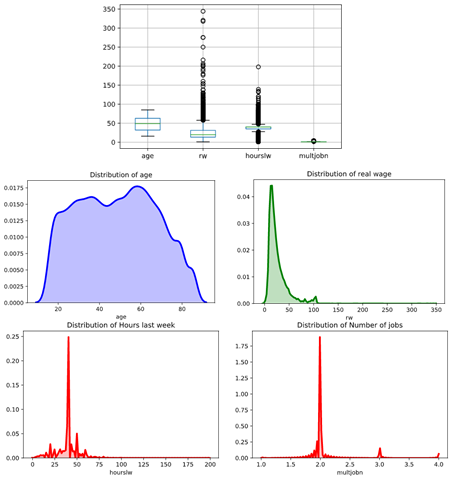 350
300
250
200
150
100
50
0
age rw hourslw multjobn
Distribution of age
0.0175
0.0150
0.0125
0.0100
0.0075
0.0050
0.0025
0.0000
20 40 60 80
age
Distribution of real wage
0.04
0.03
0.02
0.01
0.00
0 50 100 150 200 250 300 350
rw
Distribution of Hours last week
0.25
0.20
0.15
0.10
0.05
0.00
0 25 50 75 100 125 150 175 200
hourslw
Distribution of Number of jobs
1.75
1.50
1.25
1.00
0.75
0.50
0.25
0.00
1.0 1.5 2.0 2.5 3.0 3.5 4.0
multjobn